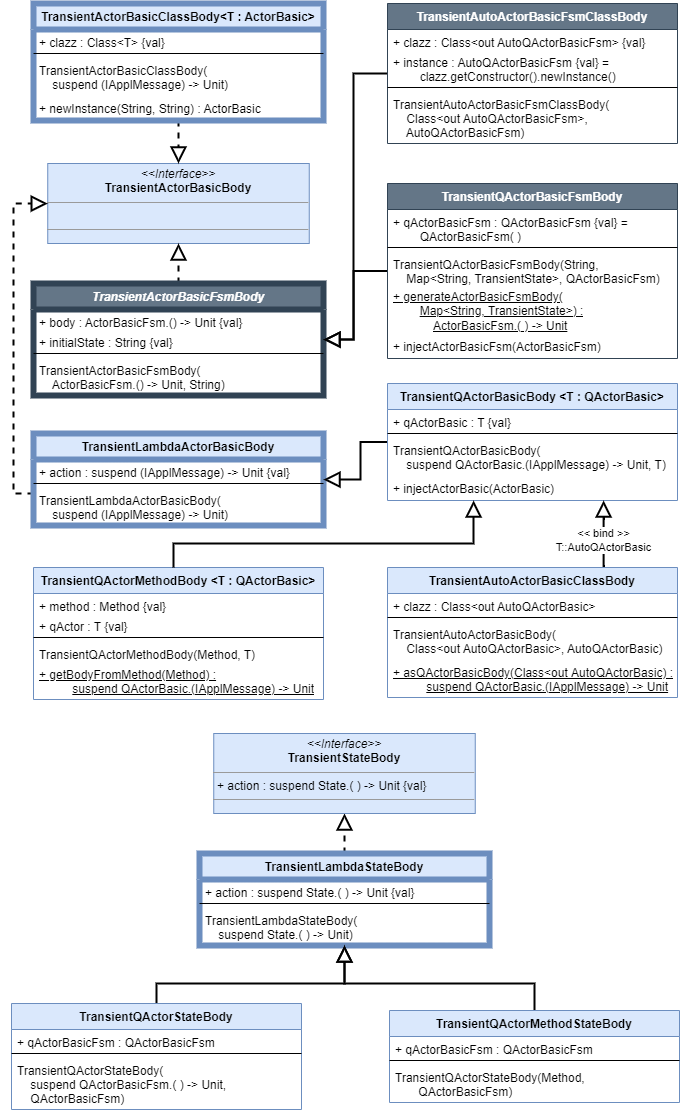 TransientActorBasicClassBody<T : ActorBasic>
+ clazz : Class<T> {val}
TransientActorBasicClassBody(
suspend (IApplMessage) -> Unit)
+ newInstance(String, String) : ActorBasic
TransientAutoActorBasicFsmClassBody
+ clazz : Class<out AutoQActorBasicFsm> {val}
+ instance : AutoQActorBasicFsm {val} =
clazz.getConstructor().newInstance()
TransientAutoActorBasicFsmClassBody(
Class<out AutoQActorBasicFsm>,
AutoQActorBasicFsm)
<<Interface>>
TransientActorBasicBody
TransientQActorBasicFsmBody
+ qActorBasicFsm : QActorBasicFsm {val} =
QActorBasicFsm( )
TransientQActorBasicFsmBody(String,
Map<String, TransientState>, QActorBasicFsm)
+ generateActorBasicFsmBody(
Map<String, TransientState>) :
ActorBasicFsm.( ) -> Unit
+ injectActorBasicFsm(ActorBasicFsm)
TransientActorBasicFsmBody
+ body : ActorBasicFsm.() -> Unit {val}
+ initialState : String {val}
TransientActorBasicFsmBody(
ActorBasicFsm.() -> Unit, String)
TransientQActorBasicBody <T : QActorBasic>
+ qActorBasic : T {val}
TransientQActorBasicBody(
suspend QActorBasic.(IApplMessage) -> Unit, T)
+ injectActorBasic(ActorBasic)
TransientLambdaActorBasicBody
+ action : suspend (IApplMessage) -> Unit {val}
TransientLambdaActorBasicBody(
suspend (IApplMessage) -> Unit)
<< bind >>
T::AutoQActorBasic
TransientQActorMethodBody <T : QActorBasic>
+ method : Method {val}
+ qActor : T {val}
TransientQActorMethodBody(Method, T)
+ getBodyFromMethod(Method) :
suspend QActorBasic.(IApplMessage) -> Unit
TransientAutoActorBasicClassBody
+ clazz : Class<out AutoQActorBasic>
TransientAutoActorBasicBody(
Class<out AutoQActorBasic>, AutoQActorBasic)
+ asQActorBasicBody(Class<out AutoQActorBasic) :
suspend QActorBasic.(IApplMessage) -> Unit
<<Interface>>
TransientStateBody
+ action : suspend State.( ) -> Unit {val}
TransientLambdaStateBody
+ action : suspend State.( ) -> Unit {val}
TransientLambdaStateBody(
suspend State.( ) -> Unit)
TransientQActorStateBody
+ qActorBasicFsm : QActorBasicFsm
TransientQActorStateBody(
suspend QActorBasicFsm.( ) -> Unit,
QActorBasicFsm)
TransientQActorMethodStateBody
+ qActorBasicFsm : QActorBasicFsm
TransientQActorStateBody(Method,
QActorBasicFsm)